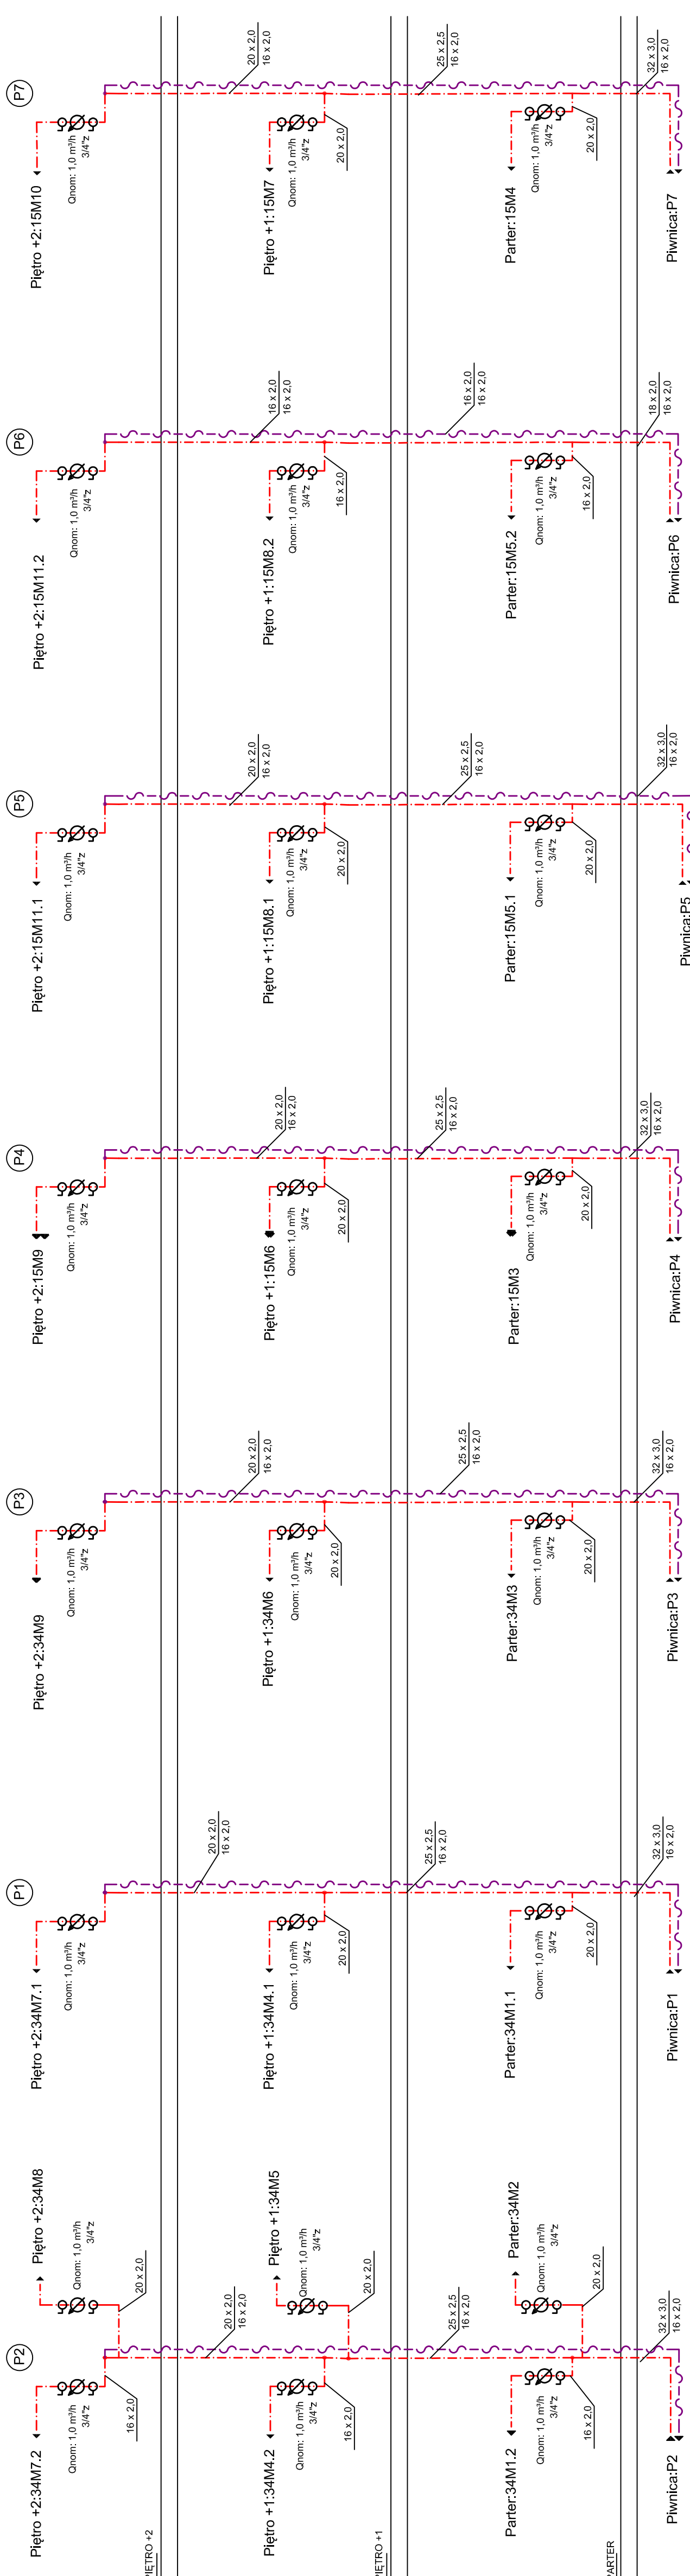 P7
20 x 2,0
16 x 2,0
25 x 2,5
16 x 2,0
32 x 3,0
16 x 2,0
Qnom: 1,0 m³/h
3/4"z
Piętro +2:15M10
Qnom: 1,0 m³/h
3/4"z
20 x 2,0
Piętro +1:15M7
Qnom: 1,0 m³/h
3/4"z
20 x 2,0
Parter:15M4
Piwnica:P7
P6
16 x 2,0
16 x 2,0
16 x 2,0
16 x 2,0
18 x 2,0
16 x 2,0
Qnom: 1,0 m³/h
3/4"z
Piętro +2:15M11.2
Qnom: 1,0 m³/h
3/4"z
16 x 2,0
Piętro +1:15M8.2
Qnom: 1,0 m³/h
3/4"z
16 x 2,0
Parter:15M5.2
Piwnica:P6
P5
20 x 2,0
16 x 2,0
25 x 2,5
16 x 2,0
32 x 3,0
16 x 2,0
Qnom: 1,0 m³/h
3/4"z
Piętro +2:15M11.1
Qnom: 1,0 m³/h
3/4"z
20 x 2,0
Piętro +1:15M8.1
Qnom: 1,0 m³/h
3/4"z
20 x 2,0
Parter:15M5.1
Piwnica:P5
P4
20 x 2,0
16 x 2,0
25 x 2,5
16 x 2,0
32 x 3,0
16 x 2,0
Qnom: 1,0 m³/h
3/4"z
Piętro +2:15M9
Qnom: 1,0 m³/h
3/4"z
20 x 2,0
Piętro +1:15M6
Qnom: 1,0 m³/h
3/4"z
20 x 2,0
Parter:15M3
Piwnica:P4
P3
20 x 2,0
16 x 2,0
25 x 2,5
16 x 2,0
32 x 3,0
16 x 2,0
Qnom: 1,0 m³/h
3/4"z
Piętro +2:34M9
Qnom: 1,0 m³/h
3/4"z
20 x 2,0
Piętro +1:34M6
Qnom: 1,0 m³/h
3/4"z
20 x 2,0
Parter:34M3
Piwnica:P3
P1
20 x 2,0
16 x 2,0
25 x 2,5
16 x 2,0
32 x 3,0
16 x 2,0
Qnom: 1,0 m³/h
3/4"z
Piętro +2:34M7.1
Qnom: 1,0 m³/h
3/4"z
20 x 2,0
Piętro +1:34M4.1
Qnom: 1,0 m³/h
3/4"z
20 x 2,0
Parter:34M1.1
Piwnica:P1
Piętro +2:34M8
Qnom: 1,0 m³/h
3/4"z
20 x 2,0
Piętro +1:34M5
Qnom: 1,0 m³/h
3/4"z
20 x 2,0
Parter:34M2
Qnom: 1,0 m³/h
3/4"z
20 x 2,0
P2
20 x 2,0
16 x 2,0
25 x 2,5
16 x 2,0
32 x 3,0
16 x 2,0
Qnom: 1,0 m³/h
3/4"z
16 x 2,0
Piętro +2:34M7.2
Qnom: 1,0 m³/h
3/4"z
16 x 2,0
Piętro +1:34M4.2
Qnom: 1,0 m³/h
3/4"z
16 x 2,0
Parter:34M1.2
Piwnica:P2
PIĘTRO +2
PIĘTRO +1
PARTER